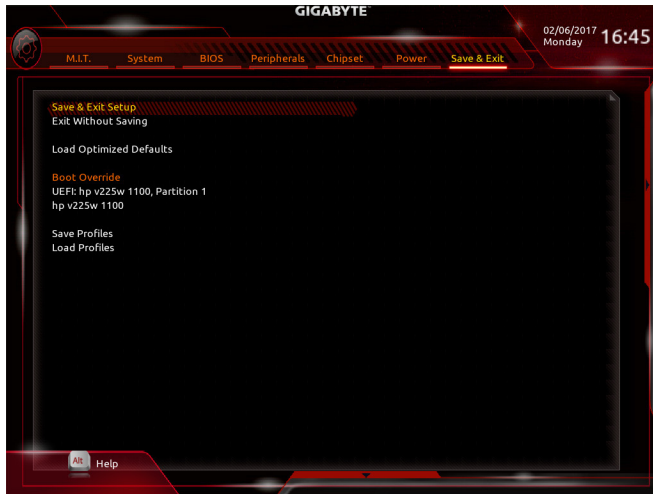 GIGABYTE
02/06/2017 16:45
Monday
M.I.T. System BIOS Peripherals Chipset Power Save & Exit
Save & Exit Setup
Exit Without Saving
Load Optimized Defaults
Boot Override
UEFI: hp v225w 1100, Partition 1
hp v225w 1100
Save Profiles
Load Profiles
Alt Help